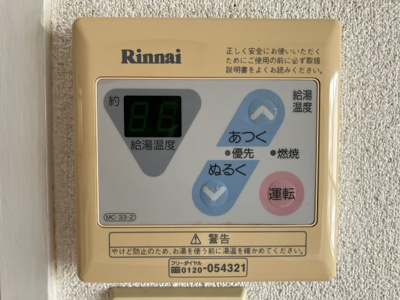 Rinnai
正しく安全にお使いいただく
ためにご使用の前に必ず取扱
説明書をよくお読みください。
約
給湯温度
給湯
温度
あつく
●優先 ●燃焼
ぬるく
運転
MC-33-2
⚠警告
やけど防止のため、お湯を使う前に湯温を確かめてください。
フリーダイヤル
0120-054321